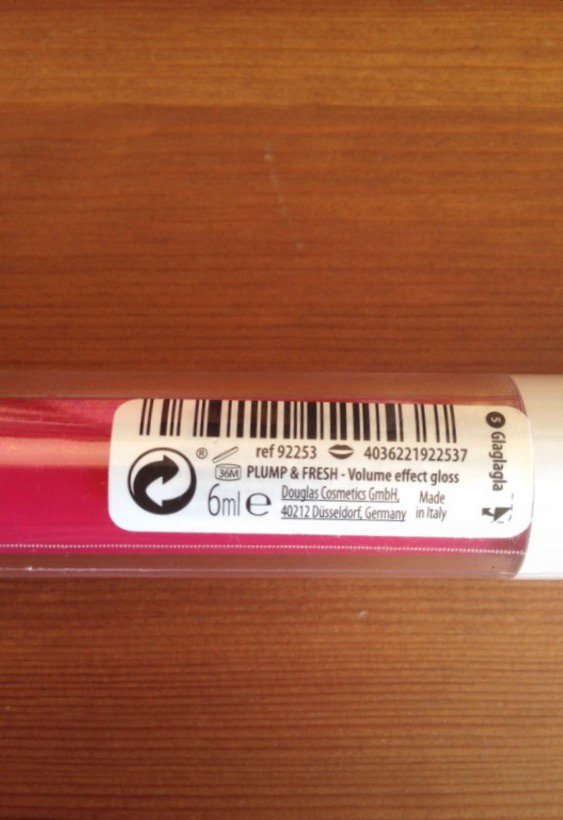 ref 92253 4036221922537
36M PLUMP & FRESH - Volume effect gloss
6ml e Douglas Cosmetics GmbH, Made
40212 Düsseldorf, Germany in Italy
®
5 Glaglagla